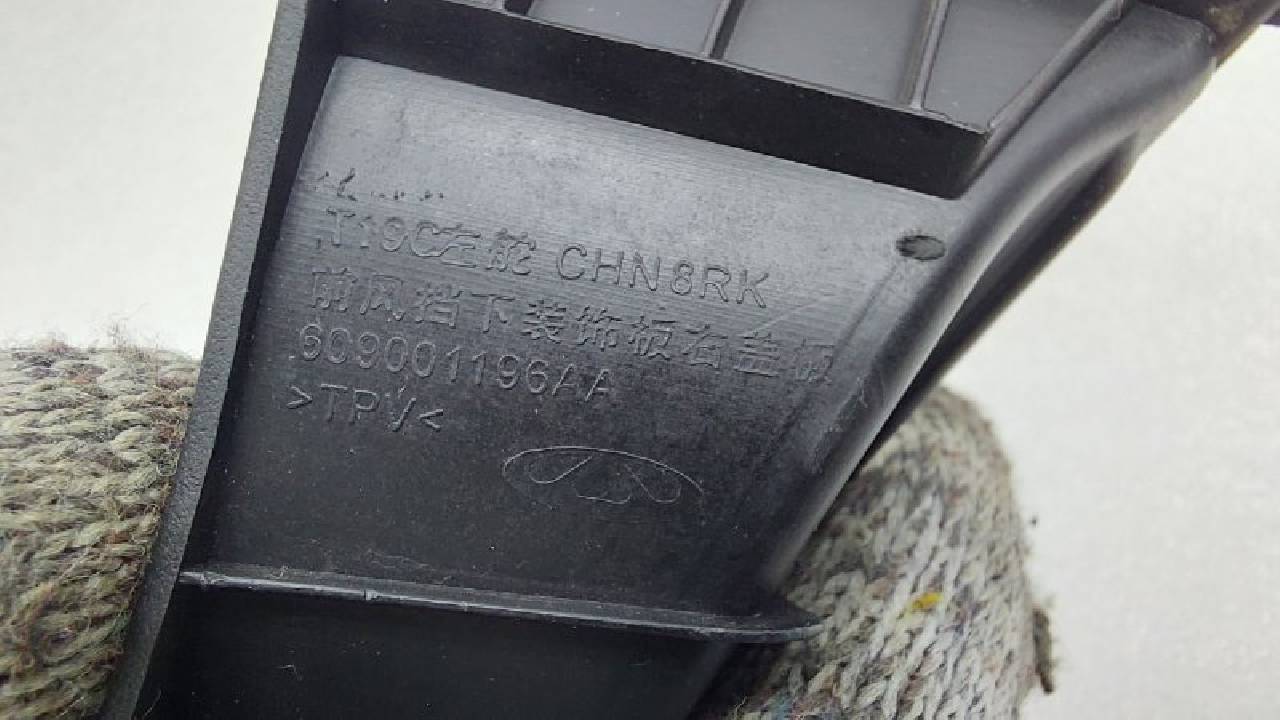 T19C左舵 CHN8RK
前风挡下装饰板右盖板
609001196AA
>TPV<